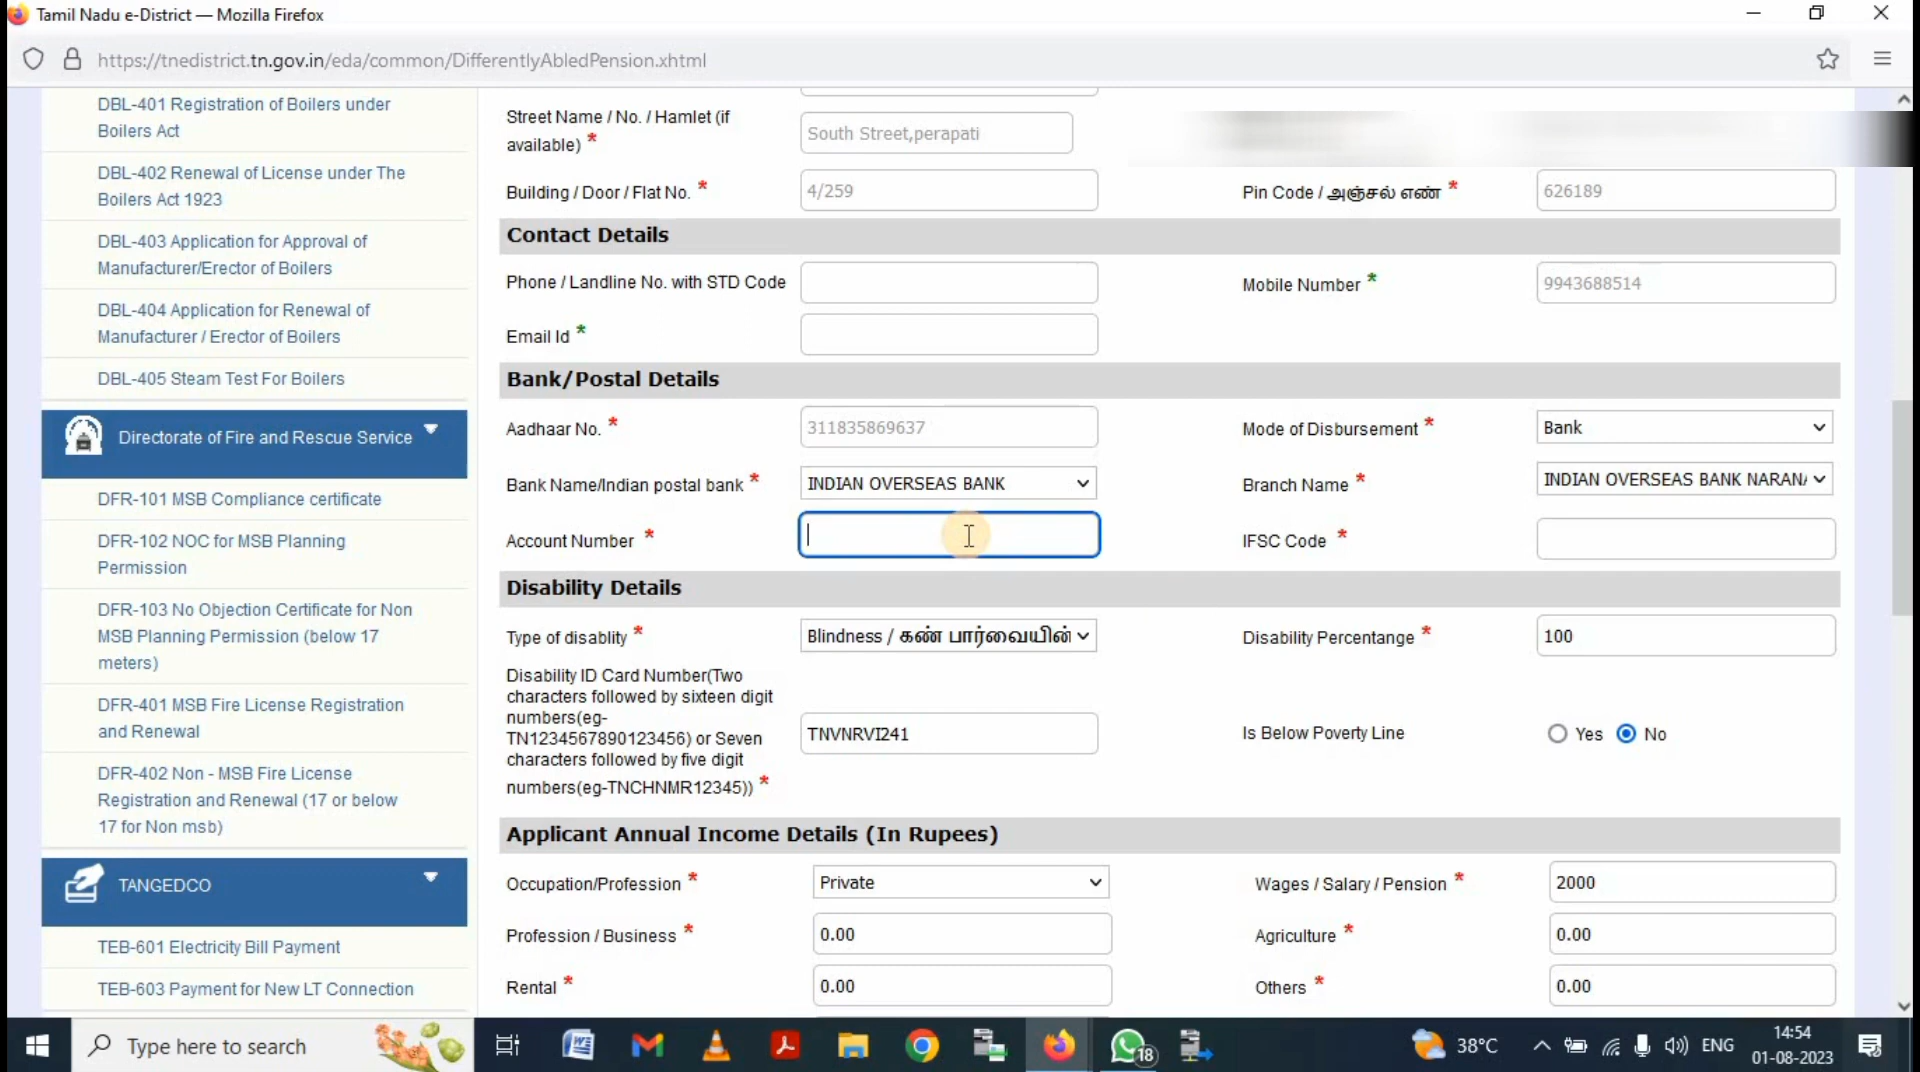 Tamil Nadu e-District — Mozilla Firefox
https://tnedistrict.tn.gov.in/eda/common/DifferentlyAbledPension.xhtml
DBL-401 Registration of Boilers under
Boilers Act
DBL-402 Renewal of License under The
Boilers Act 1923
DBL-403 Application for Approval of
Manufacturer/Erector of Boilers
DBL-404 Application for Renewal of
Manufacturer / Erector of Boilers
DBL-405 Steam Test For Boilers
Directorate of Fire and Rescue Service
DFR-101 MSB Compliance certificate
DFR-102 NOC for MSB Planning
Permission
DFR-103 No Objection Certificate for Non
MSB Planning Permission (below 17
meters)
DFR-401 MSB Fire License Registration
and Renewal
DFR-402 Non - MSB Fire License
Registration and Renewal (17 or below
17 for Non msb)
TANGEDCO
TEB-601 Electricity Bill Payment
TEB-603 Payment for New LT Connection
Street Name / No. / Hamlet (if
available) *
South Street,perapati
Building / Door / Flat No. * 4/259
Pin Code / அஞ்சல் எண் * 626189
Contact Details
Phone / Landline No. with STD Code
Mobile Number * 9943688514
Email Id *
Bank/Postal Details
Aadhaar No. * 311835869637
Mode of Disbursement * Bank
Bank Name/Indian postal bank * INDIAN OVERSEAS BANK
Branch Name * INDIAN OVERSEAS BANK NARAN
Account Number *
IFSC Code *
Disability Details
Type of disablity * Blindness / கண் பார்வையின்
Disability Percentange * 100
Disability ID Card Number(Two
characters followed by sixteen digit
numbers(eg-
TN1234567890123456) or Seven
characters followed by five digit
numbers(eg-TNCHNMR12345)) *
TNVNRVI241
Is Below Poverty Line Yes No
Applicant Annual Income Details (In Rupees)
Occupation/Profession * Private
Wages / Salary / Pension * 2000
Profession / Business * 0.00
Agriculture * 0.00
Rental * 0.00
Others * 0.00
Type here to search
18
38°C
ENG
14:54
01-08-2023